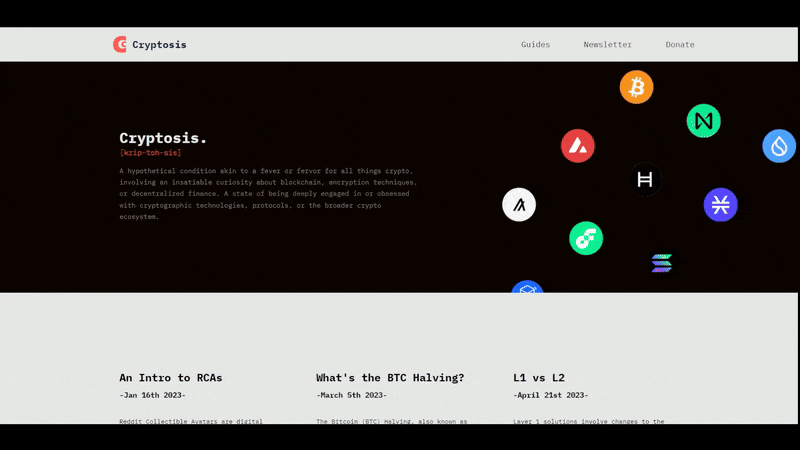 Cryptosis
Guides
Newsletter
Donate
Cryptosis.
[krip-toh-sis]
A hypothetical condition akin to a fever or fervor for all things crypto,
involving an insatiable curiosity about blockchain, encryption techniques,
or decentralized finance. A state of being deeply engaged in or obsessed
with cryptographic technologies, protocols, or the broader crypto
ecosystem.
An Intro to RCAs
-Jan 16th 2023-
Reddit Collectible Avatars are digital
What's the BTC Halving?
-March 5th 2023-
The Bitcoin (BTC) Halving, also known as
L1 vs L2
-April 21st 2023-
Layer 1 solutions involve changes to the